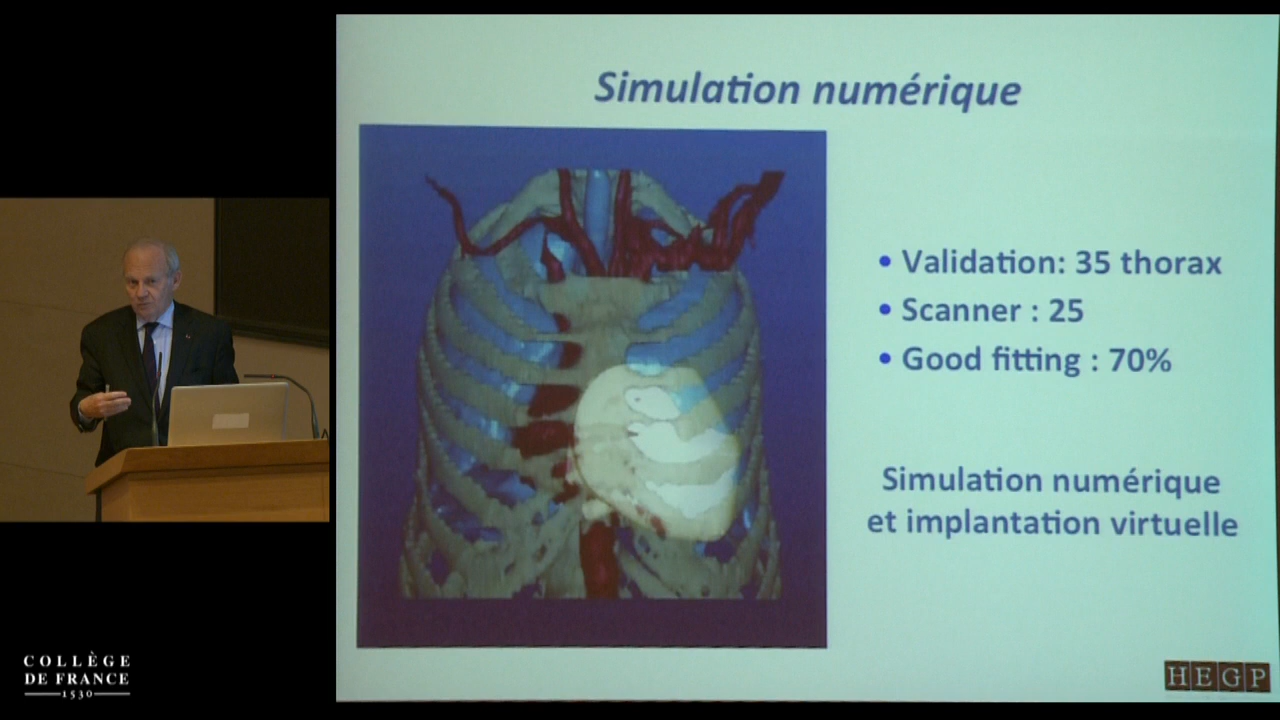 Simulation numérique
• Validation: 35 thorax
• Scanner : 25
• Good fitting : 70%
Simulation numérique
et implantation virtuelle
HEGP
COLLÈGE
DE FRANCE
1530